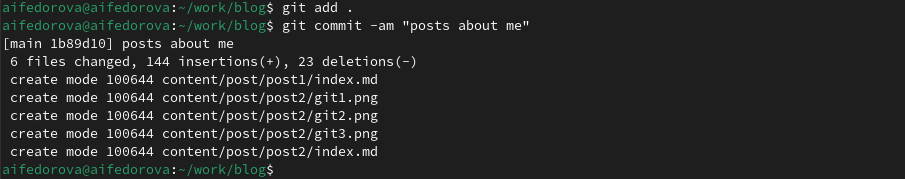 aifedorova@aifedorova:~/work/blog$ git add .
aifedorova@aifedorova:~/work/blog$ git commit -am "posts about me"
[main 1b89d10] posts about me
 6 files changed, 144 insertions(+), 23 deletions(-)
 create mode 100644 content/post/post1/index.md
 create mode 100644 content/post/post2/git1.png
 create mode 100644 content/post/post2/git2.png
 create mode 100644 content/post/post2/git3.png
 create mode 100644 content/post/post2/index.md
aifedorova@aifedorova:~/work/blog$